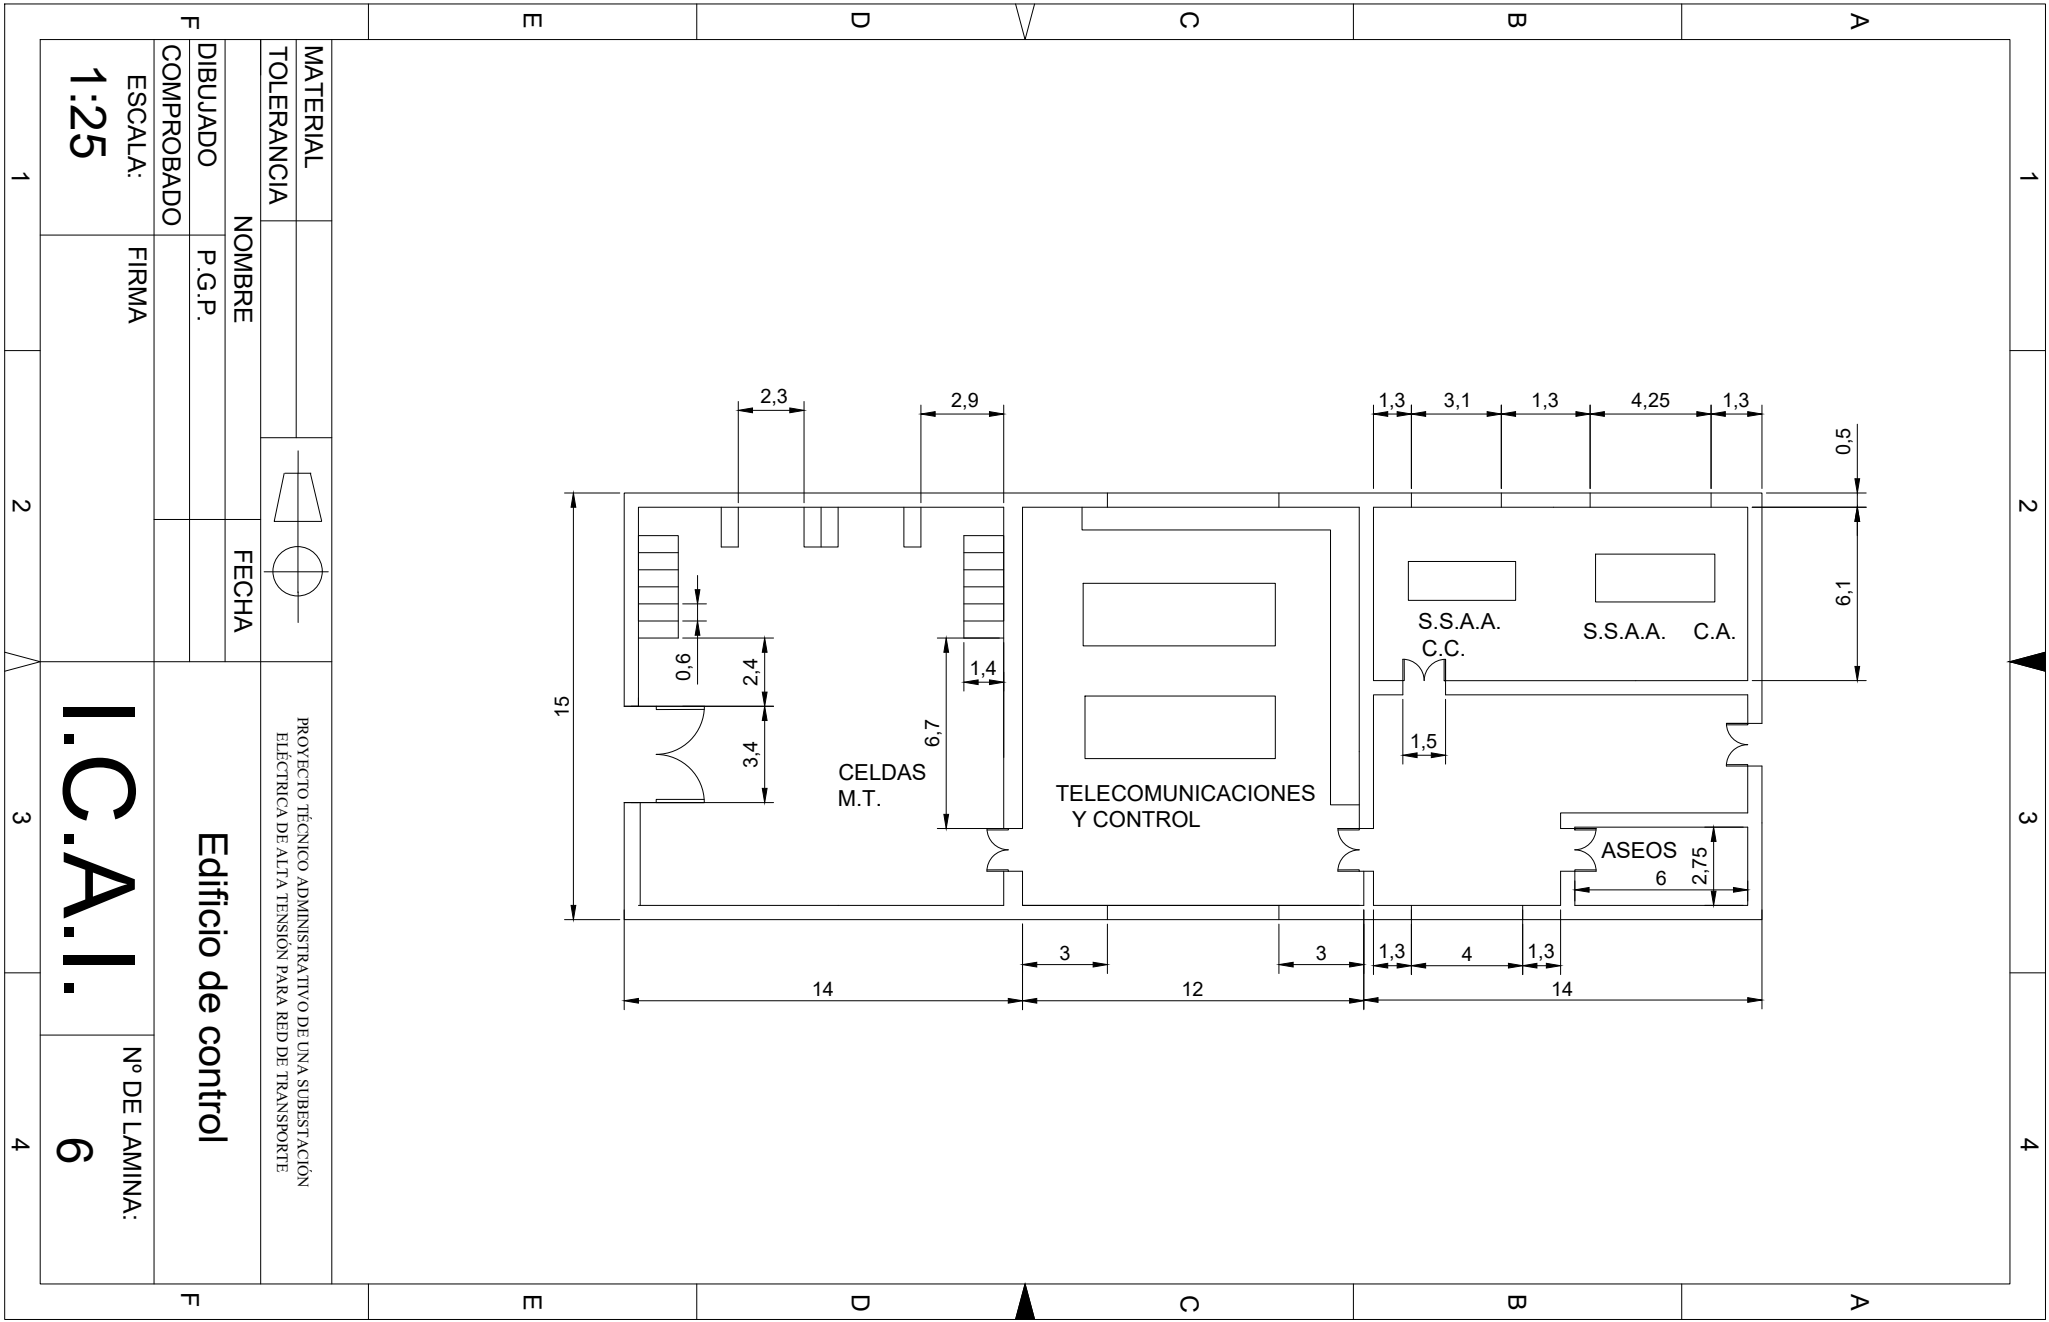 F
E
D
C
B
A
1
2
3
4
1
2
3
4
F
E
D
C
B
A
MATERIAL
TOLERANCIA
NOMBRE
FECHA
DIBUJADO
P.G.P.
COMPROBADO
ESCALA:
1:25
FIRMA
PROYECTO TÉCNICO ADMINISTRATIVO DE UNA SUBESTACIÓN
ELÉCTRICA DE ALTA TENSIÓN PARA RED DE TRANSPORTE
Edificio de control
I.C.A.I.
Nº DE LAMINA:
6
2,3
2,9
1,3
3,1
1,3
4,25
1,3
0,5
6,1
S.S.A.A.
C.C.
S.S.A.A. C.A.
0,6
2,4
1,4
15
3,4
6,7
1,5
CELDAS
M.T.
TELECOMUNICACIONES
Y CONTROL
ASEOS
6
2,75
3
3
1,3
4
1,3
14
12
14